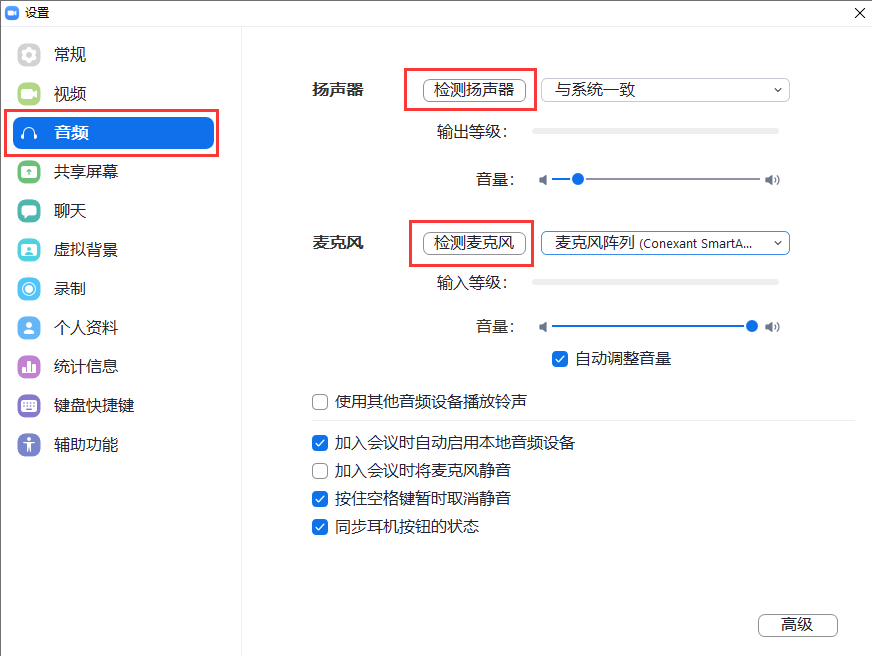 设置
常规
视频
音频
共享屏幕
聊天
虚拟背景
录制
个人资料
统计信息
键盘快捷键
辅助功能
扬声器 检测扬声器 与系统一致
输出等级:
音量:
麦克风 检测麦克风 麦克风阵列 (Conexant SmartA...
输入等级:
音量:
自动调整音量
使用其他音频设备播放铃声
加入会议时自动启用本地音频设备
加入会议时将麦克风静音
按住空格键暂时取消静音
同步耳机按钮的状态
高级